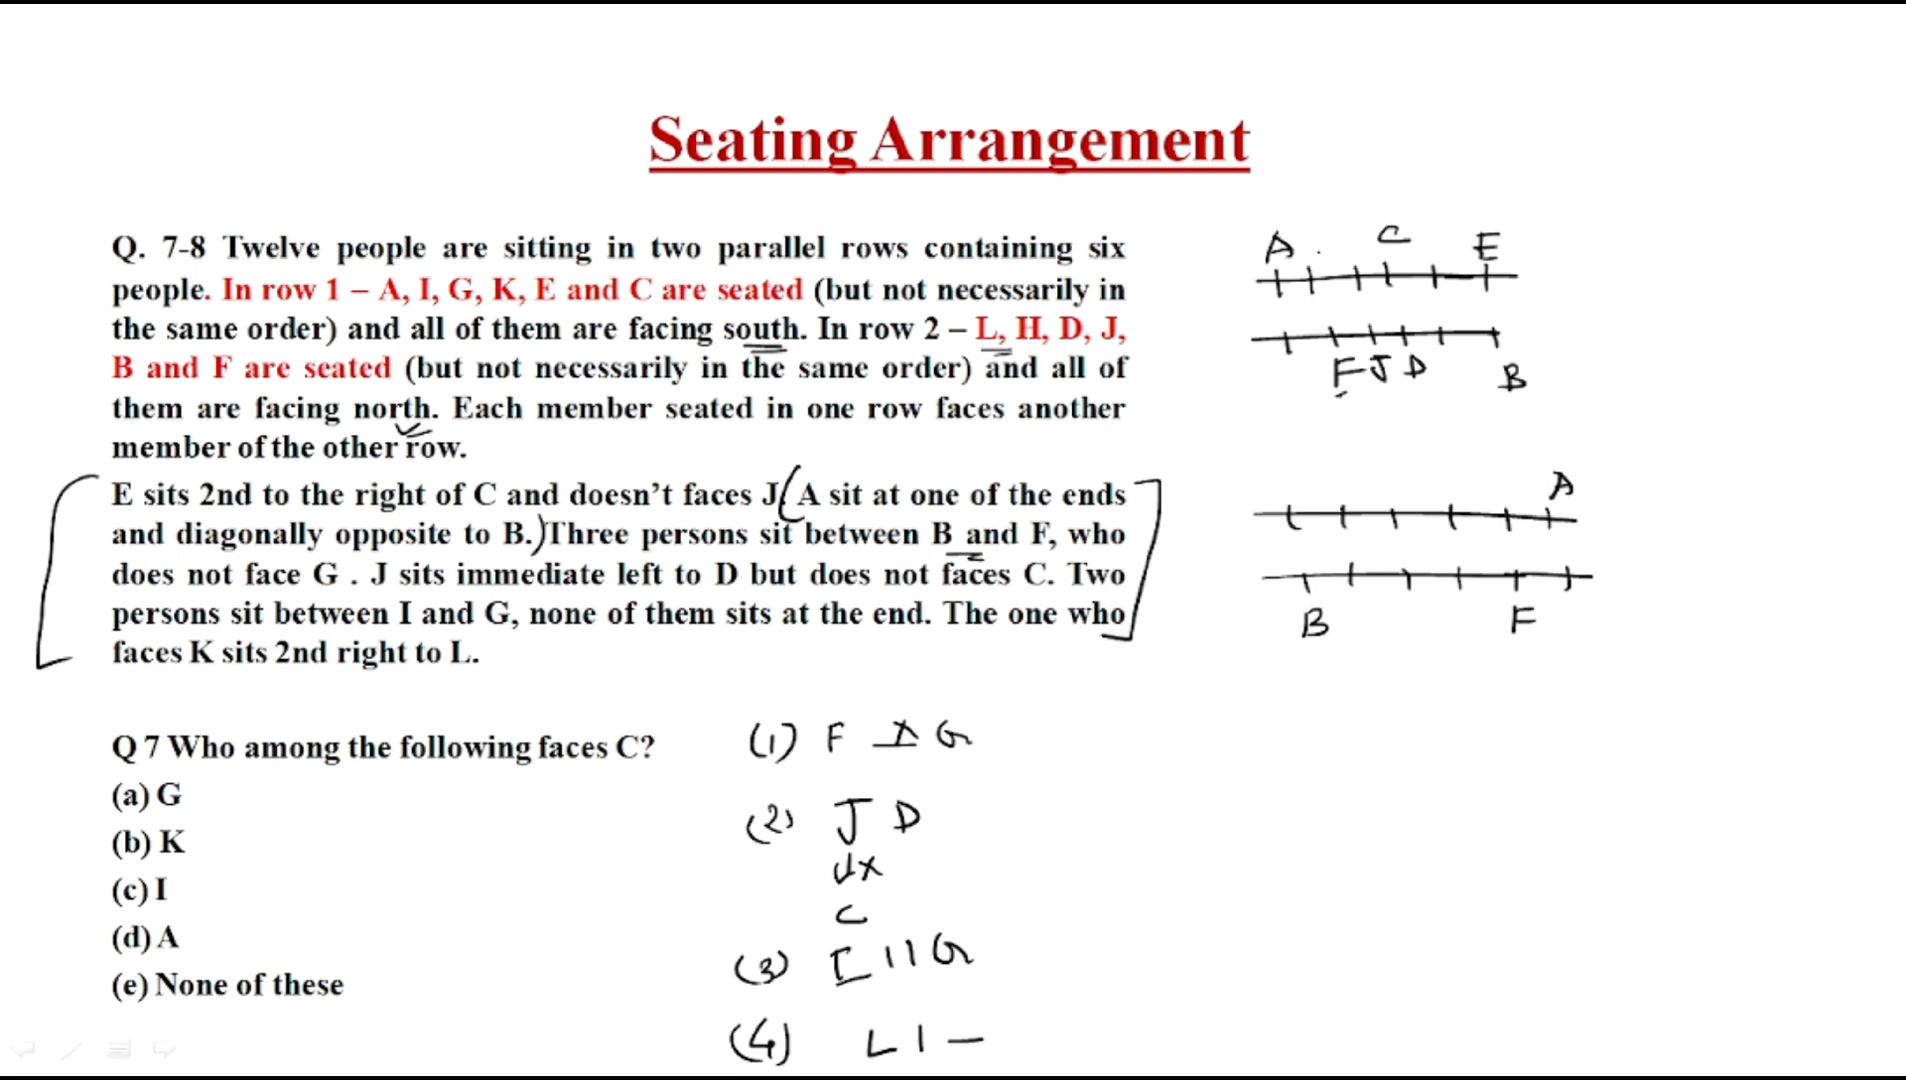 Seating Arrangement
Q. 7-8 Twelve people are sitting in two parallel rows containing six
people. In row 1 – A, I, G, K, E and C are seated (but not necessarily in
the same order) and all of them are facing south. In row 2 – L, H, D, J,
B and F are seated (but not necessarily in the same order) and all of
them are facing north. Each member seated in one row faces another
member of the other row.
E sits 2nd to the right of C and doesn't faces J. A sit at one of the ends
and diagonally opposite to B. Three persons sit between B and F, who
does not face G . J sits immediate left to D but does not faces C. Two
persons sit between I and G, none of them sits at the end. The one who
faces K sits 2nd right to L.
A . C E
F J D B
A
B F
Q 7 Who among the following faces C?
(a) G
(b) K
(c) I
(d) A
(e) None of these
(1) F G
(2) J D
x
C
(3) I G
(4) L I –